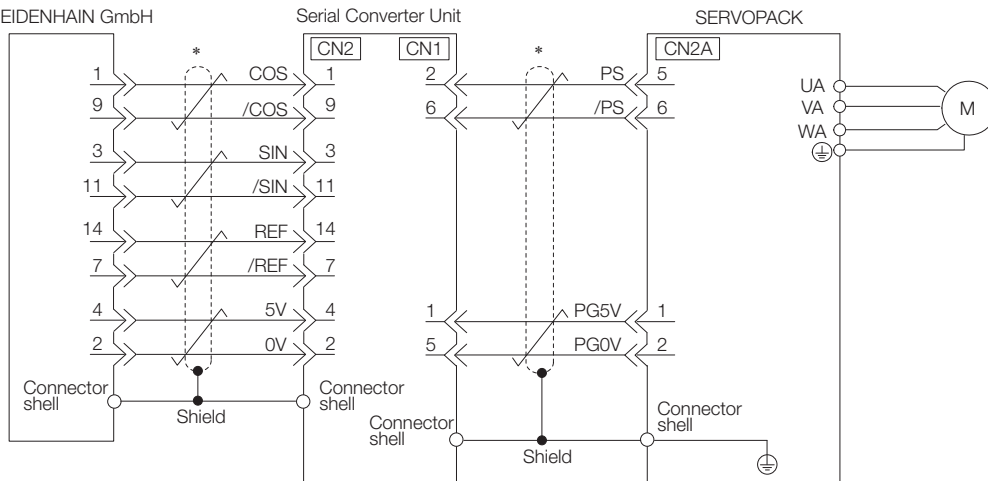 EIDENHAIN GmbH Serial Converter Unit SERVOPACK
* CN2 CN1 * CN2A
1 COS 1 2 PS 5
9 /COS 9 6 /PS 6
UA
VA
WA
M
3 SIN 3
11 /SIN 11
14 REF 14
7 /REF 7
4 5V 4 1 PG5V 1
2 0V 2 5 PG0V 2
Connector
shell
Shield
Connector
shell
Connector
shell
Shield
Connector
shell